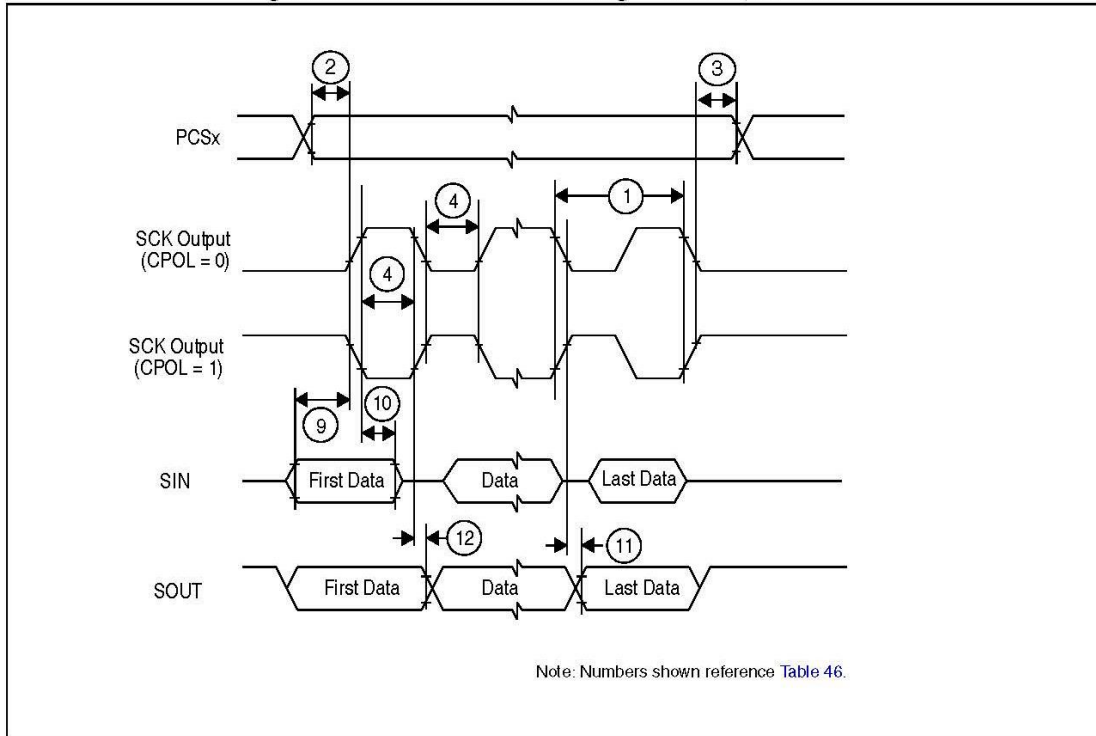 2
3
PCSx
4
1
SCK Output
(CPOL = 0)
4
SCK Output
(CPOL = 1)
9
10
SIN
First Data
Data
Last Data
12
11
SOUT
First Data
Data
Last Data
Note: Numbers shown reference Table 46.